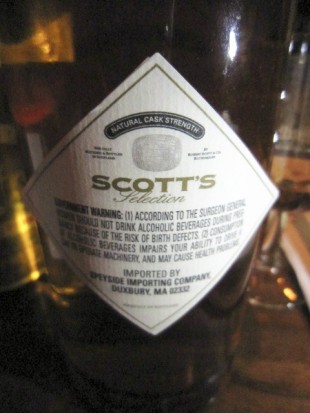 NATURAL CASK STRENGTH
SCOTT'S
Selection
GOVERNMENT WARNING: (1) ACCORDING TO THE SURGEON GENERAL,
WOMEN SHOULD NOT DRINK ALCOHOLIC BEVERAGES DURING PREG-
NANCY BECAUSE OF THE RISK OF BIRTH DEFECTS. (2) CONSUMPTION
OF ALCOHOLIC BEVERAGES IMPAIRS YOUR ABILITY TO DRIVE A
CAR OR OPERATE MACHINERY, AND MAY CAUSE HEALTH PROBLEMS.
IMPORTED BY
SPEYSIDE IMPORTING COMPANY,
DUXBURY, MA 02332